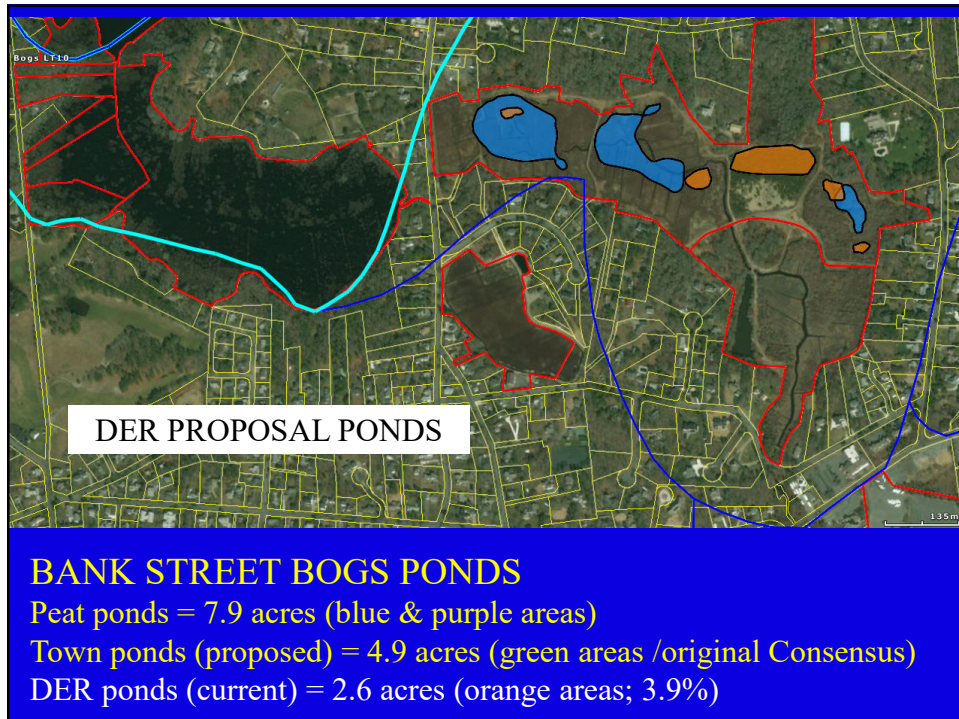 Bogs LT10
DER PROPOSAL PONDS
135m
BANK STREET BOGS PONDS
Peat ponds = 7.9 acres (blue & purple areas)
Town ponds (proposed) = 4.9 acres (green areas /original Consensus)
DER ponds (current) = 2.6 acres (orange areas; 3.9%)